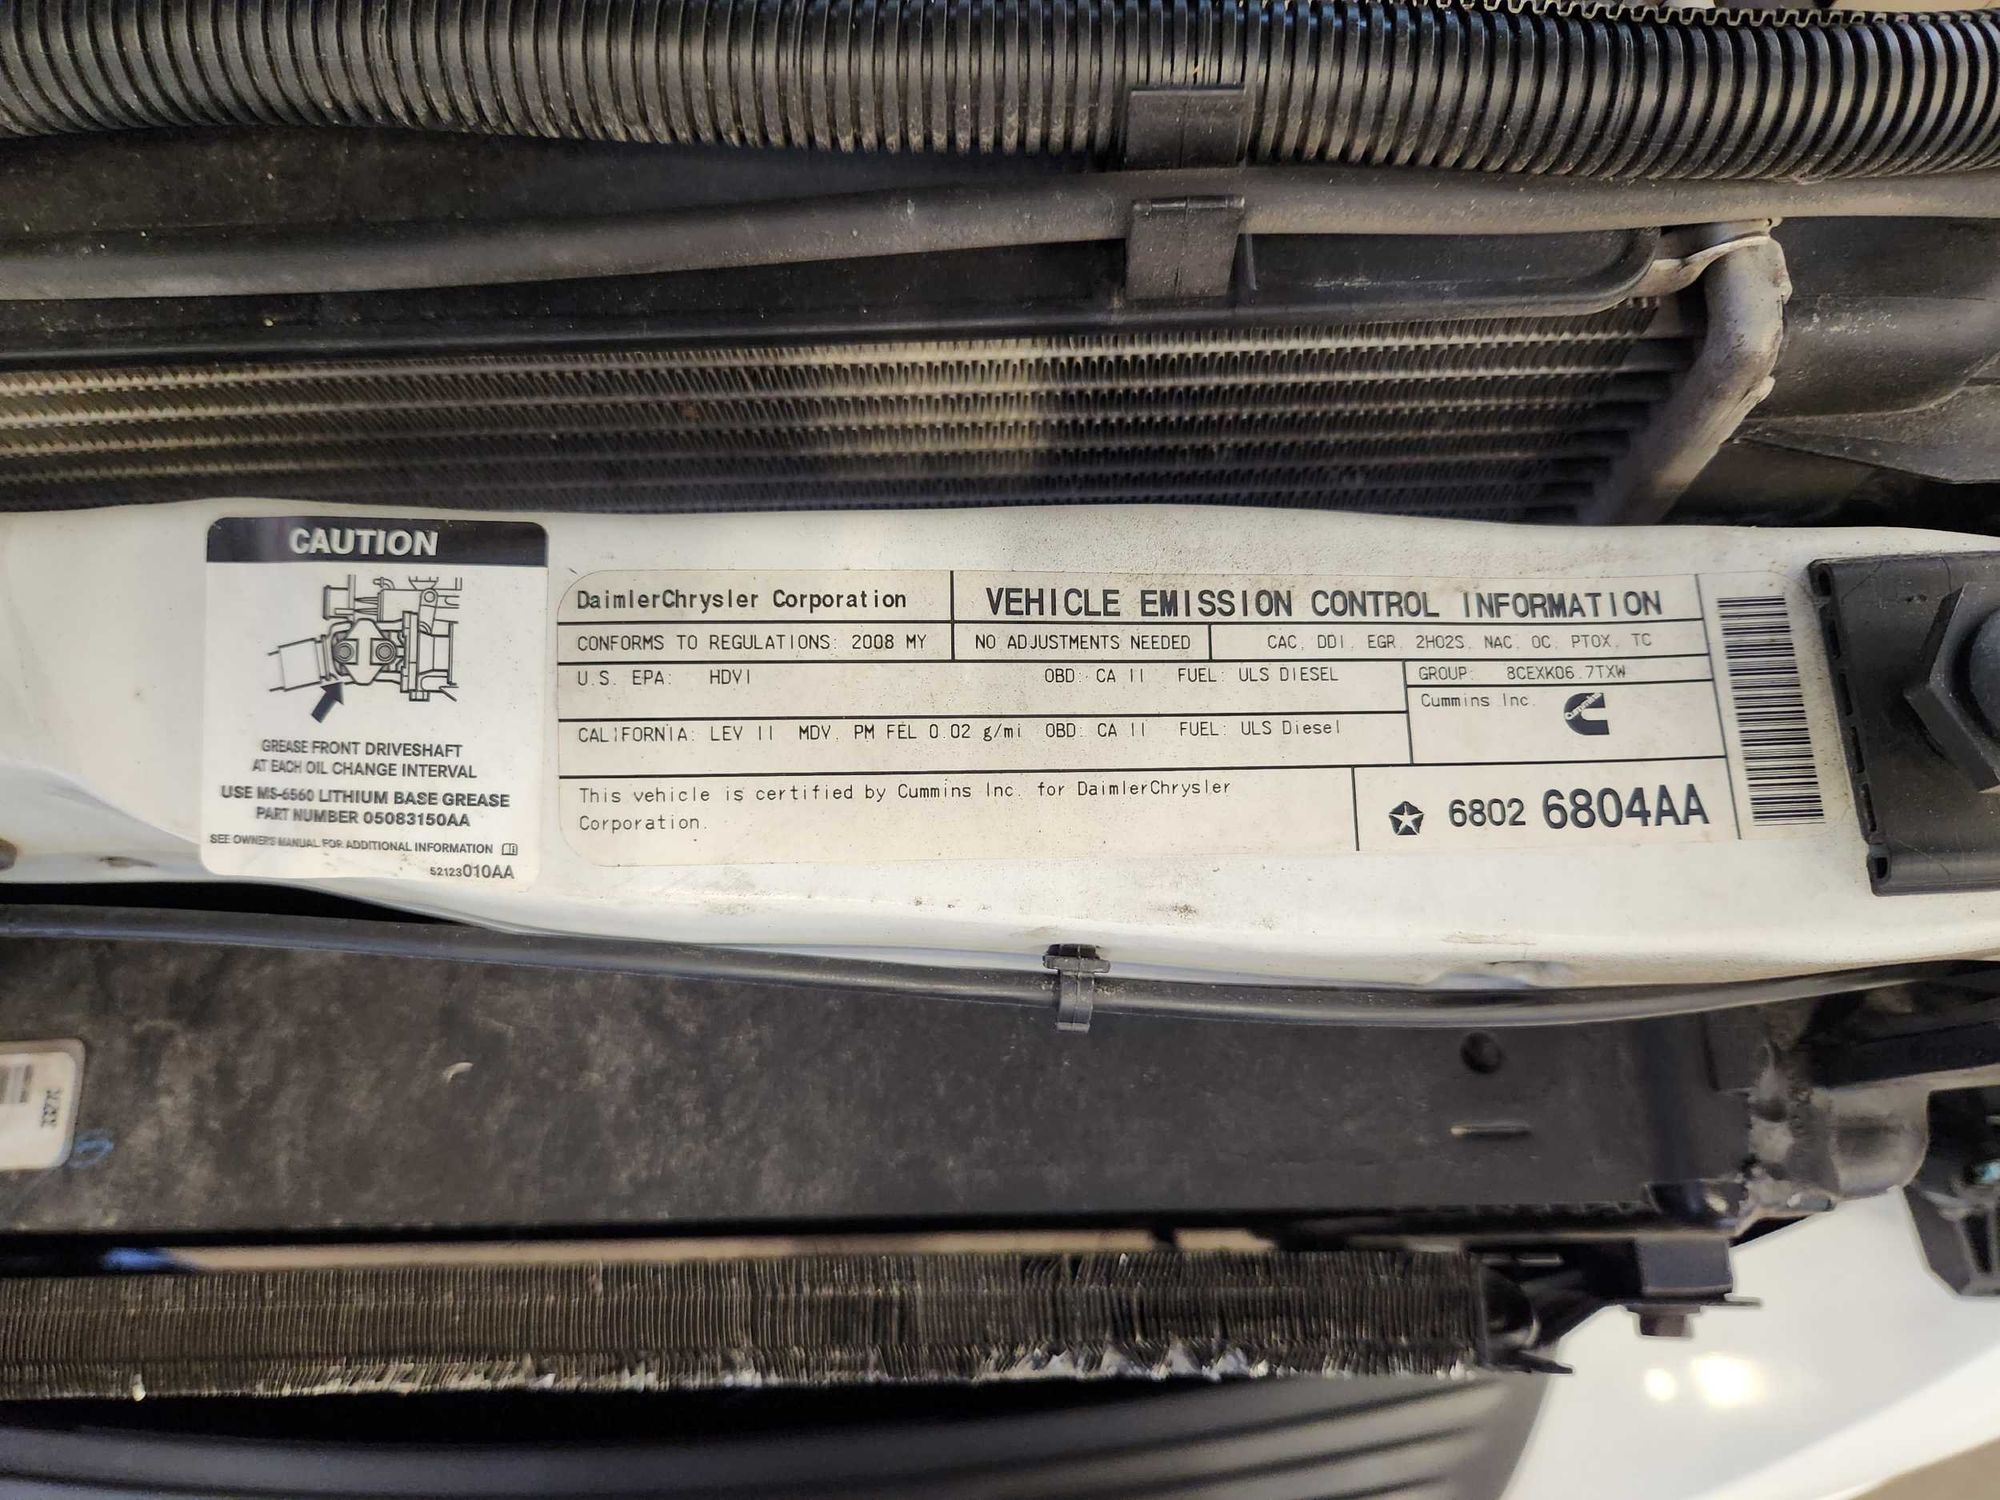 CAUTION
GREASE FRONT DRIVESHAFT
AT EACH OIL CHANGE INTERVAL
USE MS-6560 LITHIUM BASE GREASE
PART NUMBER 05083150AA
SEE OWNER'S MANUAL FOR ADDITIONAL INFORMATION
52123010AA
DaimlerChrysler Corporation
VEHICLE EMISSION CONTROL INFORMATION
CONFORMS TO REGULATIONS: 2008 MY
NO ADJUSTMENTS NEEDED
CAC, DDI, EGR, 2HO2S, NAC, OC, PTOX, TC
U.S. EPA: HDV1 OBD: CA II FUEL: ULS DIESEL
GROUP: 8CEXK06.7TXW
Cummins Inc.
CALIFORNIA: LEV II MDV, PM FEL 0.02 g/mi OBD: CA II FUEL: ULS Diesel
This vehicle is certified by Cummins Inc. for DaimlerChrysler
Corporation.
6802 6804AA